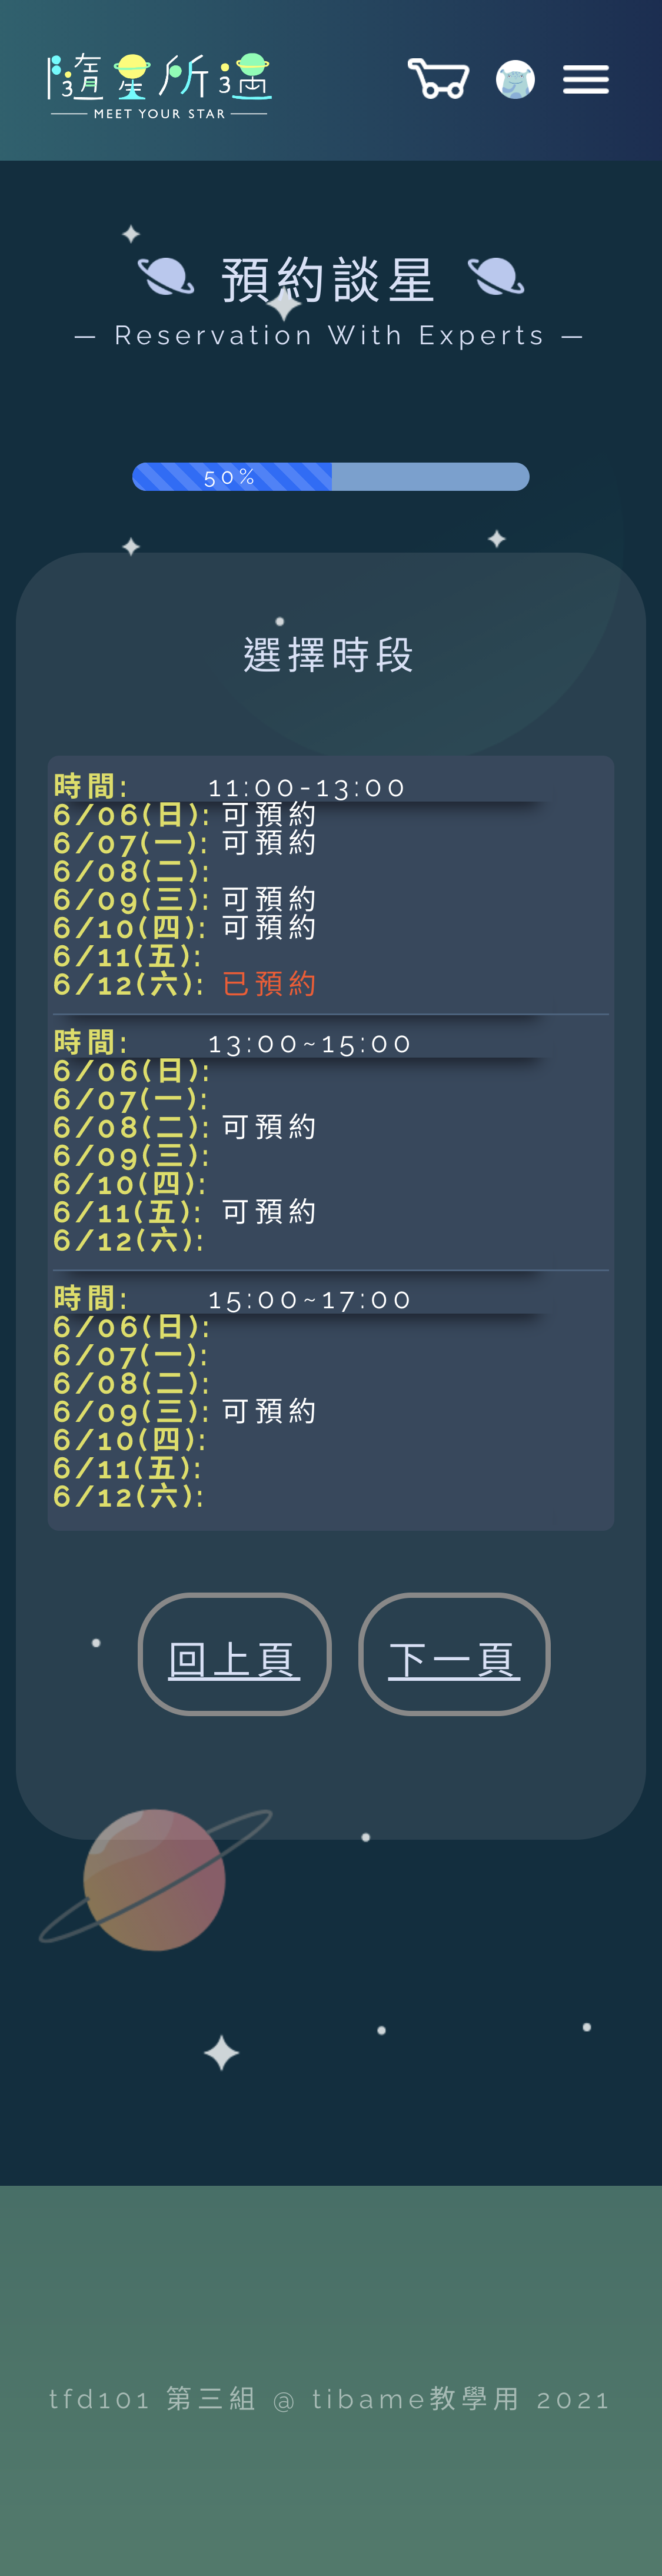 隨星所遇
MEET YOUR STAR
預約談星
— Reservation With Experts —
50%
選擇時段
時間: 11:00-13:00
6/06(日): 可預約
6/07(一): 可預約
6/08(二):
6/09(三): 可預約
6/10(四): 可預約
6/11(五):
6/12(六): 已預約
時間: 13:00~15:00
6/06(日):
6/07(一):
6/08(二): 可預約
6/09(三):
6/10(四):
6/11(五): 可預約
6/12(六):
時間: 15:00~17:00
6/06(日):
6/07(一):
6/08(二):
6/09(三): 可預約
6/10(四):
6/11(五):
6/12(六):
回上頁 下一頁
tfd101 第三組 @ tibame教學用 2021